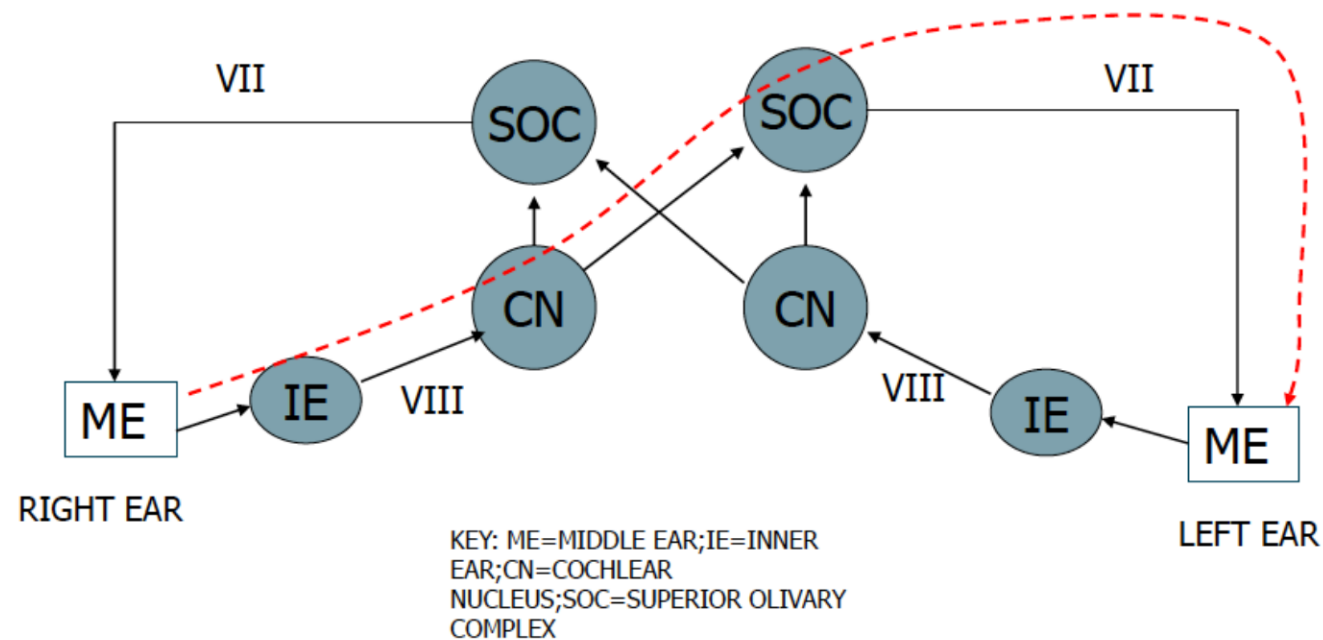 VII
VII
SOC
SOC
CN
CN
ME
IE
VIII
VIII
IE
ME
RIGHT EAR
LEFT EAR
KEY: ME=MIDDLE EAR;IE=INNER
EAR;CN=COCHLEAR
NUCLEUS;SOC=SUPERIOR OLIVARY
COMPLEX